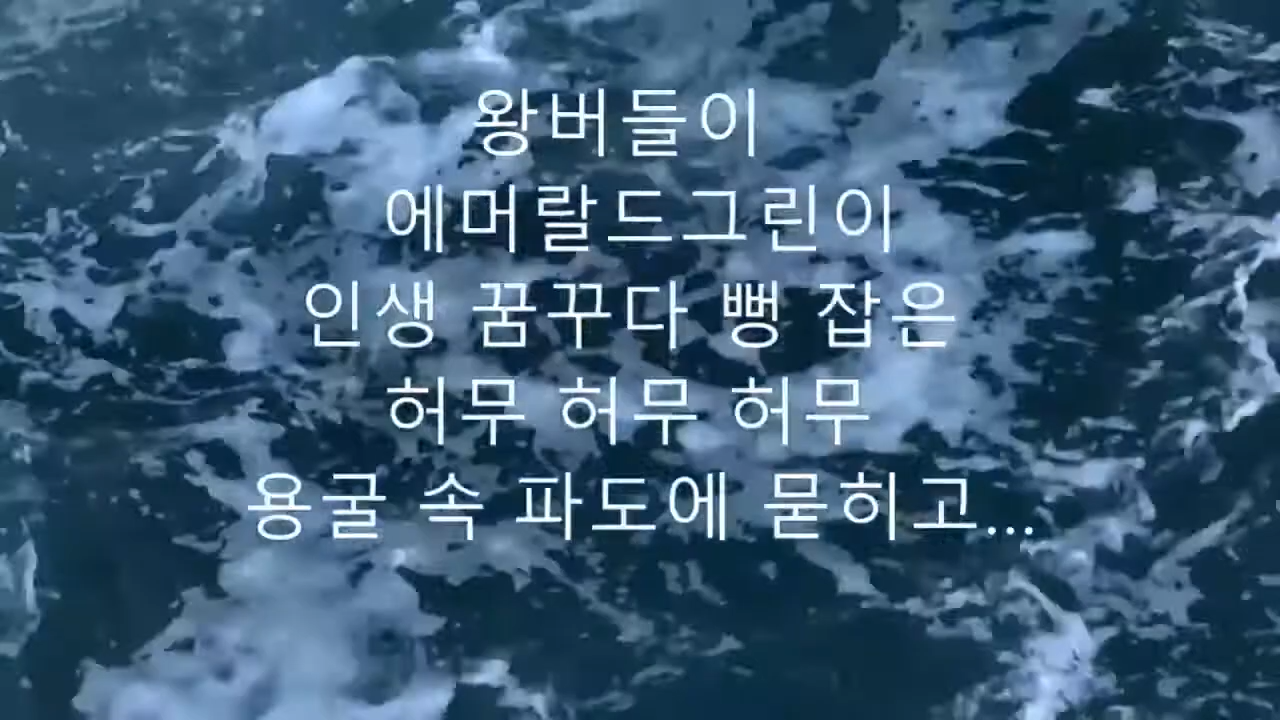 왕버들이
에머랄드그린이
인생 꿈꾸다 뻥 잡은
허무 허무 허무
용굴 속 파도에 묻히고...